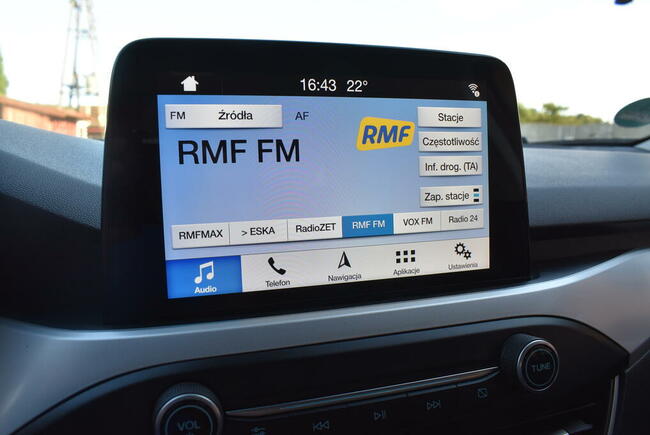 16:43 22°
FM Źródła AF
RMF
Stacje
RMF FM
Częstotliwość
Inf. drog. (TA)
Zap. stacje
RMFMAX > ESKA RadioZET RMF FM VOX FM Radio 24
Audio Telefon Nawigacja Aplikacje Ustawienia
TUNE
VOL